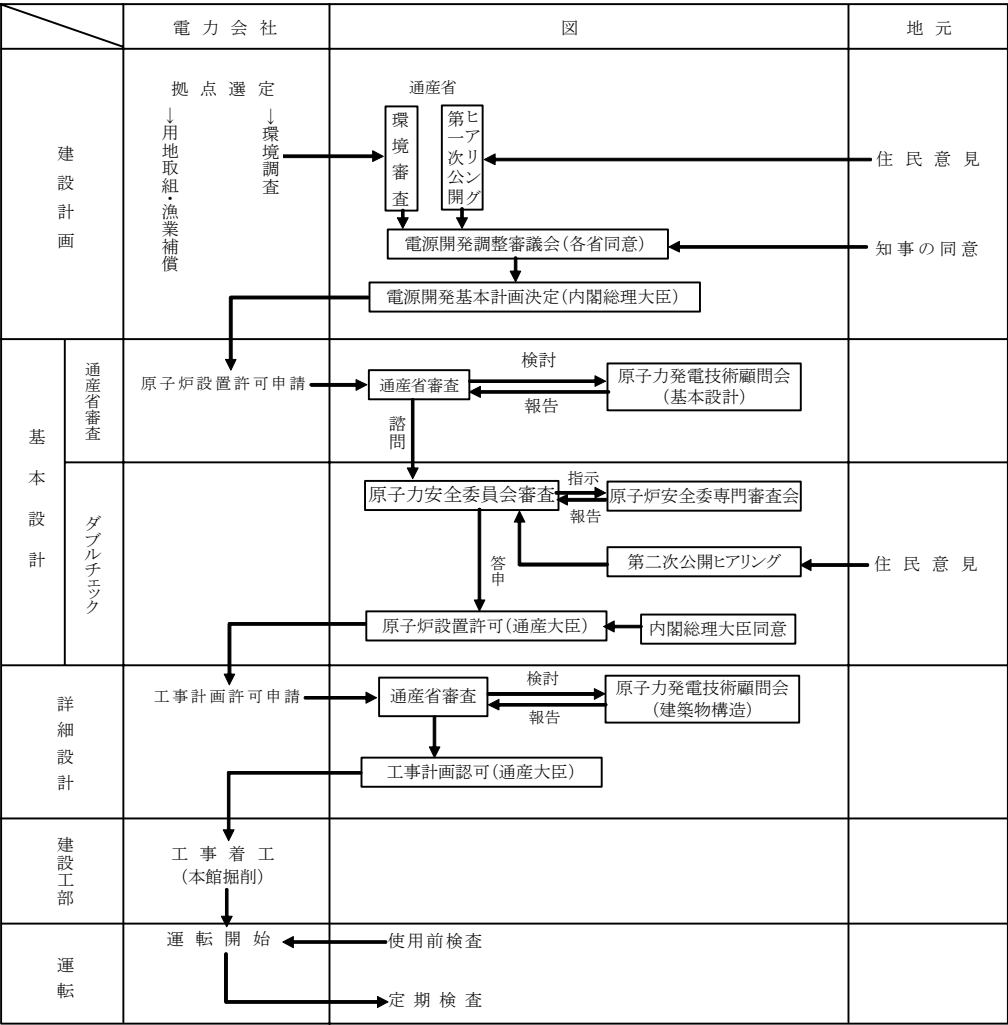 電力会社
図
地元
建設計画
拠点選定
↓用地取組・漁業補償
↓環境調査
通産省
環境審査
第一次公開
ヒアリング
住民意見
電源開発調整審議会(各省同意)
知事の同意
電源開発基本計画決定(内閣総理大臣)
基本設計
通産省審査
原子炉設置許可申請
通産省審査
検討
報告
原子力発電技術顧問会
(基本設計)
諮問
ダブルチェック
原子力安全委員会審査
指示
報告
原子炉安全委専門審査会
答申
第二次公開ヒアリング
住民意見
原子炉設置許可(通産大臣)
内閣総理大臣同意
詳細設計
工事計画許可申請
通産省審査
検討
報告
原子力発電技術顧問会
(建築物構造)
工事計画認可(通産大臣)
建設工部
工事着工
(本館掘削)
運転
運転開始
使用前検査
定期検査